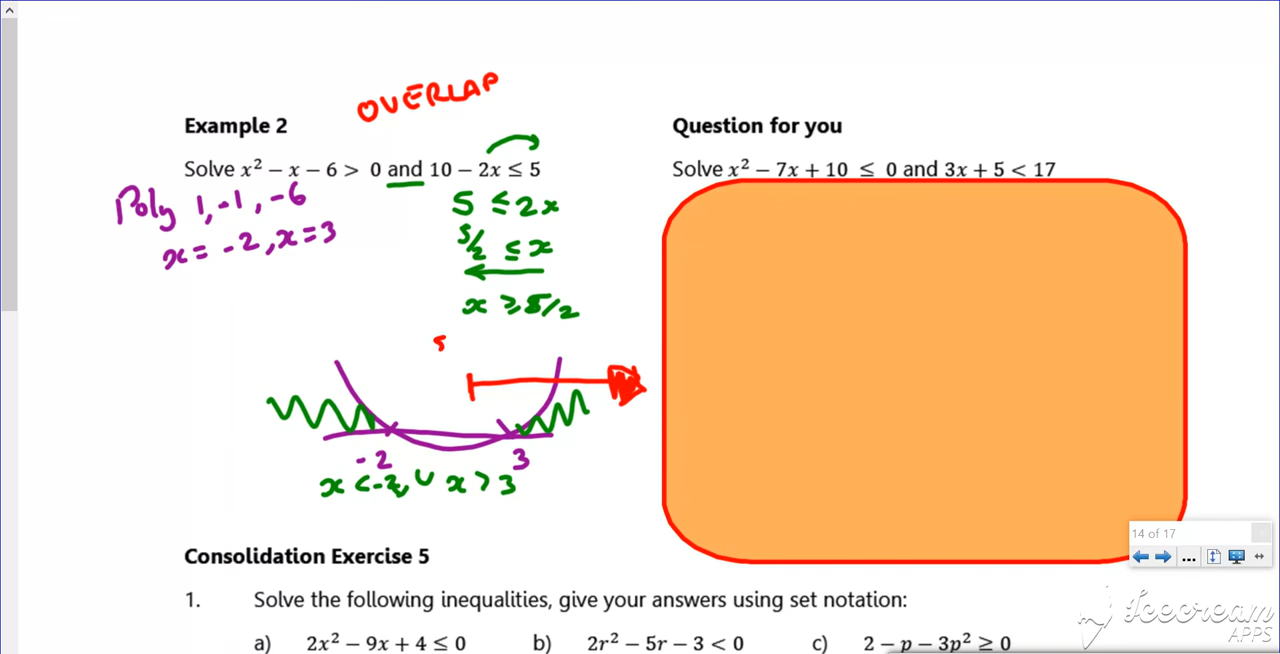 OVERLAP
Example 2
Solve x² − x − 6 > 0 and 10 − 2x ≤ 5
Poly 1, -1, -6
x = -2, x = 3
5 ≤ 2x
5/2 ≤ x
x ≥ 5/2
5
-2
3
x < -2, ∪ x > 3
Question for you
Solve x² − 7x + 10 ≤ 0 and 3x + 5 < 17
14 of 17
...
Consolidation Exercise 5
1. Solve the following inequalities, give your answers using set notation:
a) 2x² − 9x + 4 ≤ 0 b) 2r² − 5r − 3 < 0 c) 2 − p − 3p² ≥ 0
Icecream
APPS